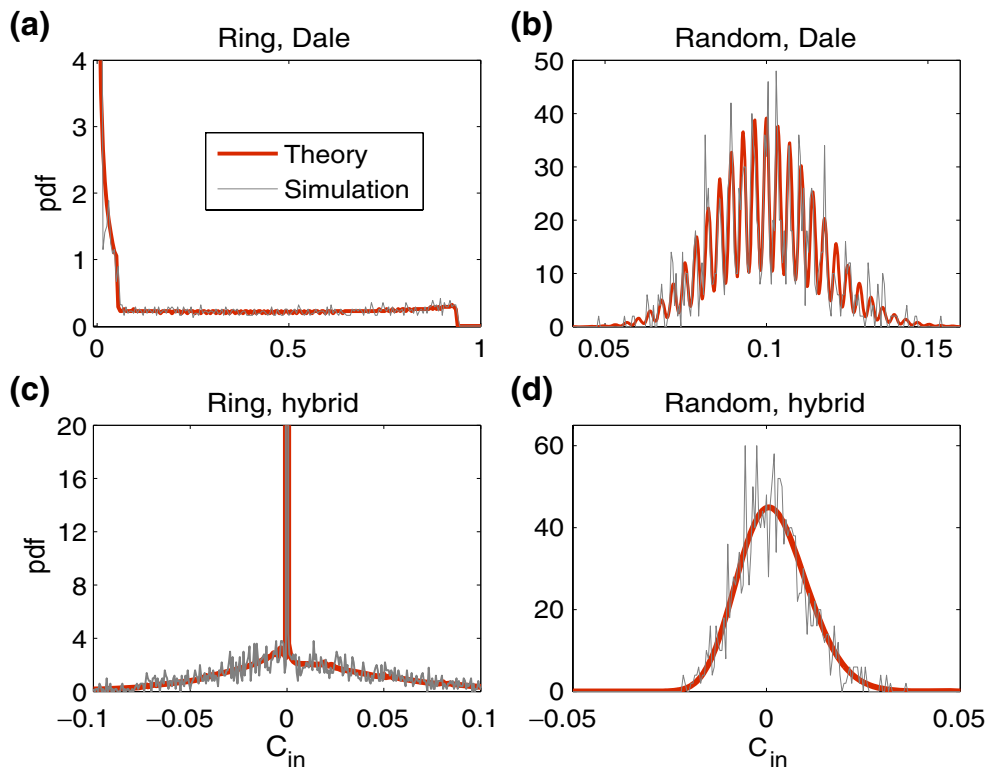 (a)
Ring, Dale
pdf
4
3
2
1
0
0
0.5
1
Theory
Simulation
(b)
Random, Dale
50
40
30
20
10
0
0.05
0.1
0.15
(c)
Ring, hybrid
pdf
20
16
12
8
4
0
−0.1
−0.05
0
0.05
0.1
C_in
(d)
Random, hybrid
60
40
20
0
−0.05
0
0.05
C_in